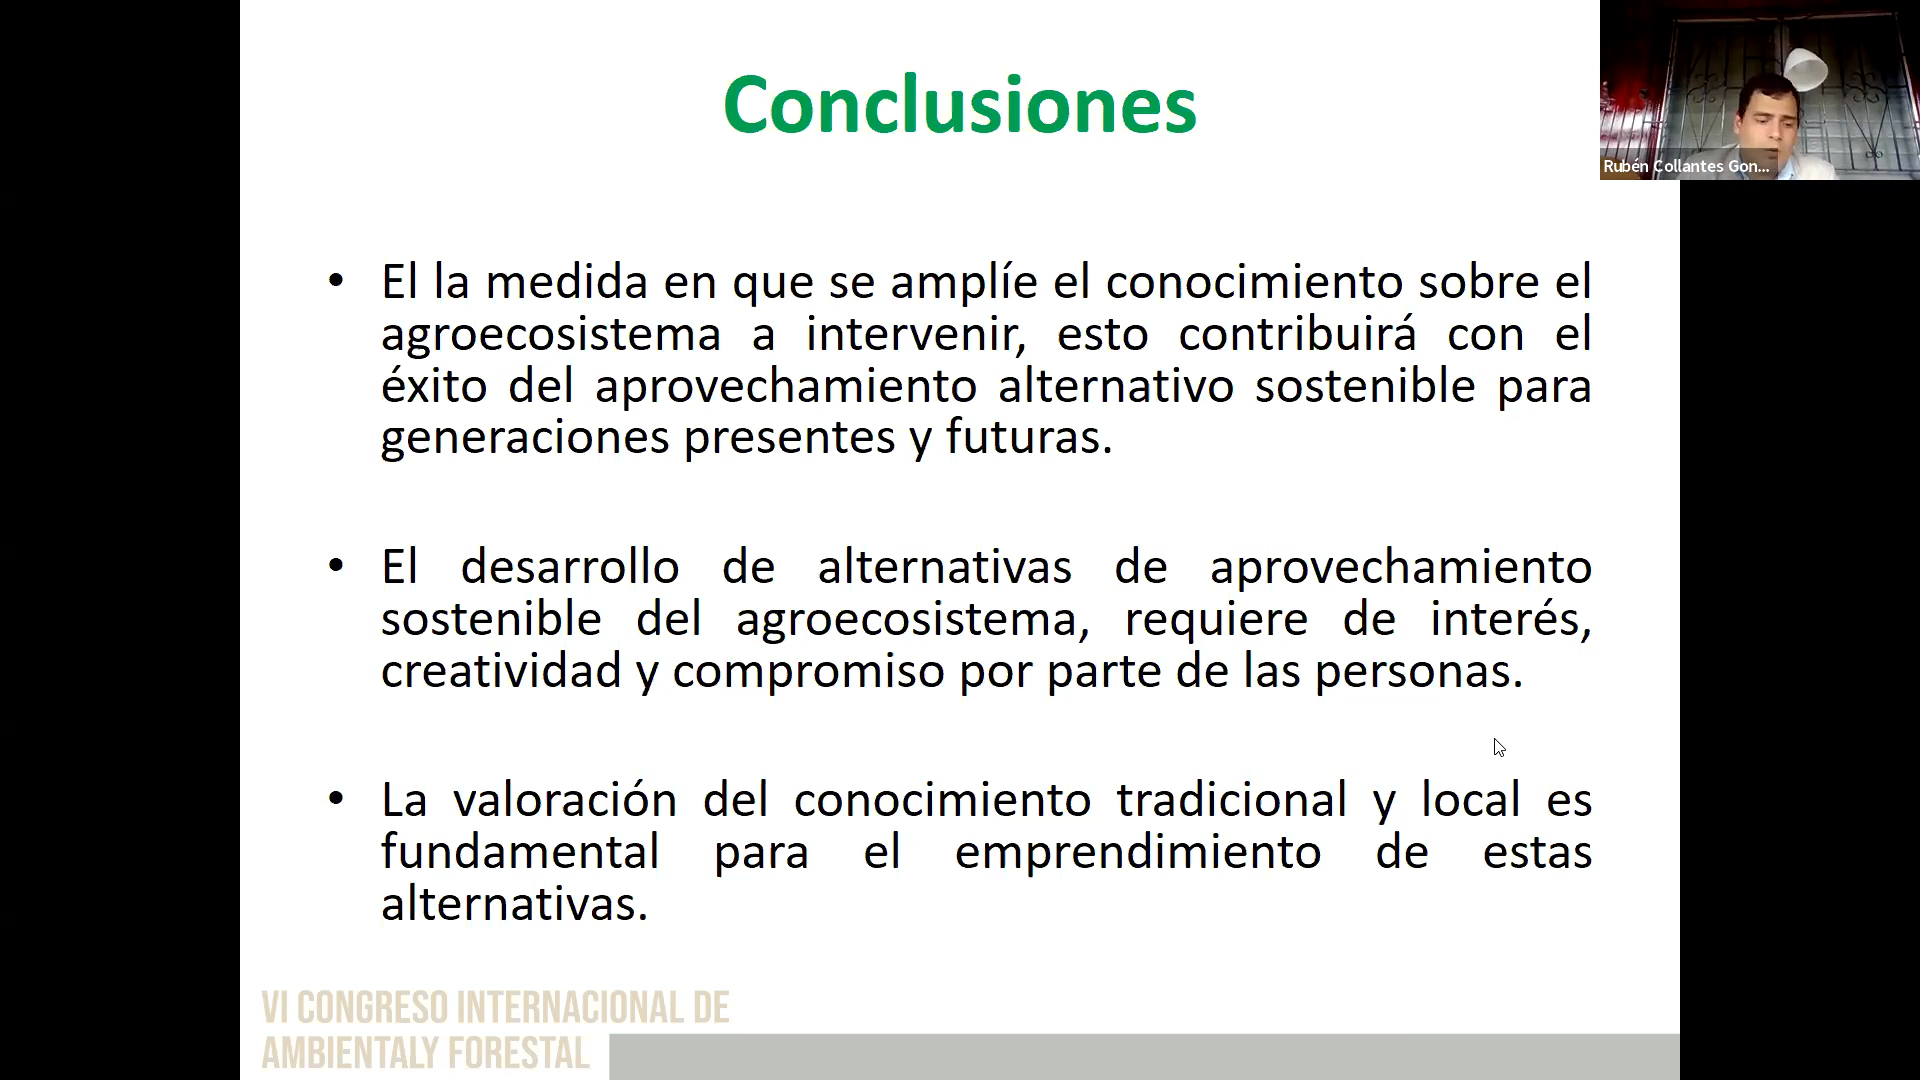 Conclusiones
Rubén Collantes Gon...
• El la medida en que se amplíe el conocimiento sobre el
agroecosistema a intervenir, esto contribuirá con el
éxito del aprovechamiento alternativo sostenible para
generaciones presentes y futuras.
• El desarrollo de alternativas de aprovechamiento
sostenible del agroecosistema, requiere de interés,
creatividad y compromiso por parte de las personas.
• La valoración del conocimiento tradicional y local es
fundamental para el emprendimiento de estas
alternativas.
VI CONGRESO INTERNACIONAL DE
AMBIENTALY FORESTAL